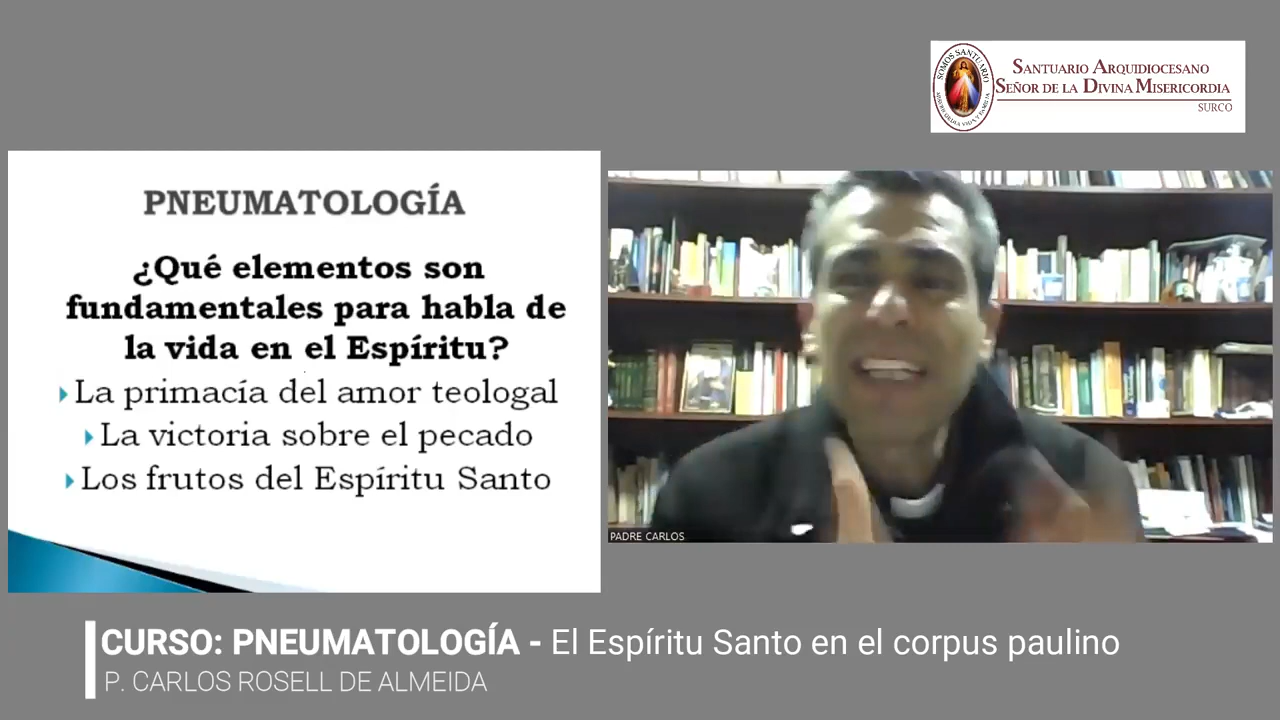 SOMOS SANTUARIO
SANTUARIO ARQUIDIOCESANO
SEÑOR DE LA DIVINA MISERICORDIA
SURCO
PNEUMATOLOGÍA
¿Qué elementos son
fundamentales para habla de
la vida en el Espíritu?
La primacía del amor teologal
La victoria sobre el pecado
Los frutos del Espíritu Santo
PADRE CARLOS
CURSO: PNEUMATOLOGÍA - El Espíritu Santo en el corpus paulino
P. CARLOS ROSELL DE ALMEIDA